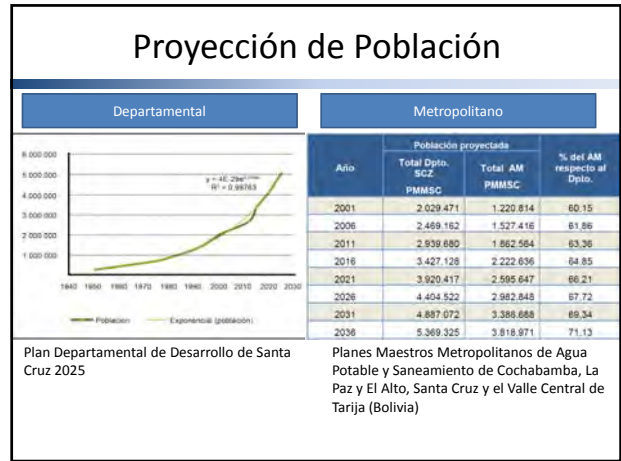 Proyección de Población
Departamental
6 000 000
5 000 000
4 000 000
3 000 000
2 000 000
1 000 000
R² = 0,98763
1940 1950 1960 1970 1980 1990 2000 2010 2020 2030
Población
Exponencial (población)
Plan Departamental de Desarrollo de Santa
Cruz 2025
Metropolitano
Población proyectada
Año
Total Dpto. SCZ PMMSC
Total AM PMMSC
% del AM respecto al Dpto.
2001 2.029.471 1.220.814 60,15
2006 2.469.162 1.527.416 61,86
2011 2.939.680 1.862.564 63,36
2016 3.427.126 2.222.636 64,85
2021 3.920.417 2.595.647 66,21
2026 4.404.522 2.982.848 67,72
2031 4.887.072 3.388.688 69,34
2036 5.369.325 3.818.971 71,13
Planes Maestros Metropolitanos de Agua
Potable y Saneamiento de Cochabamba, La
Paz y El Alto, Santa Cruz y el Valle Central de
Tarija (Bolivia)